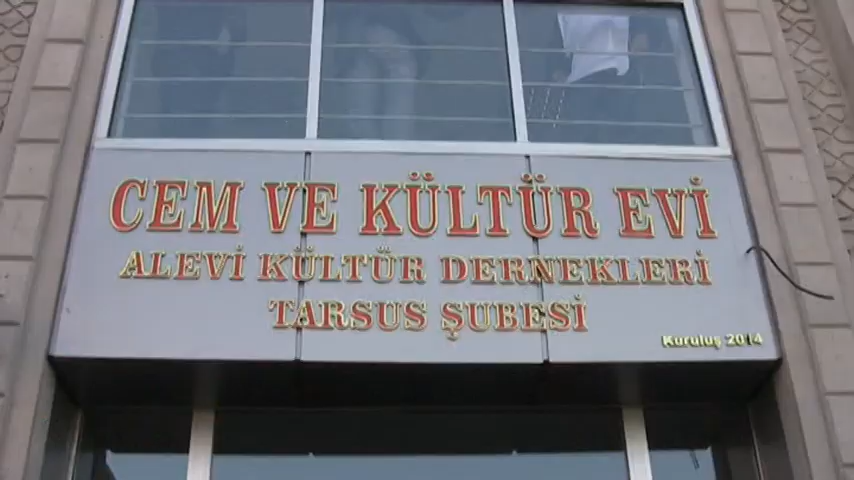 CEM VE KÜLTÜR EVİ
ALEVİ KÜLTÜR DERNEKLERİ
TARSUS ŞUBESİ
Kuruluş 2014